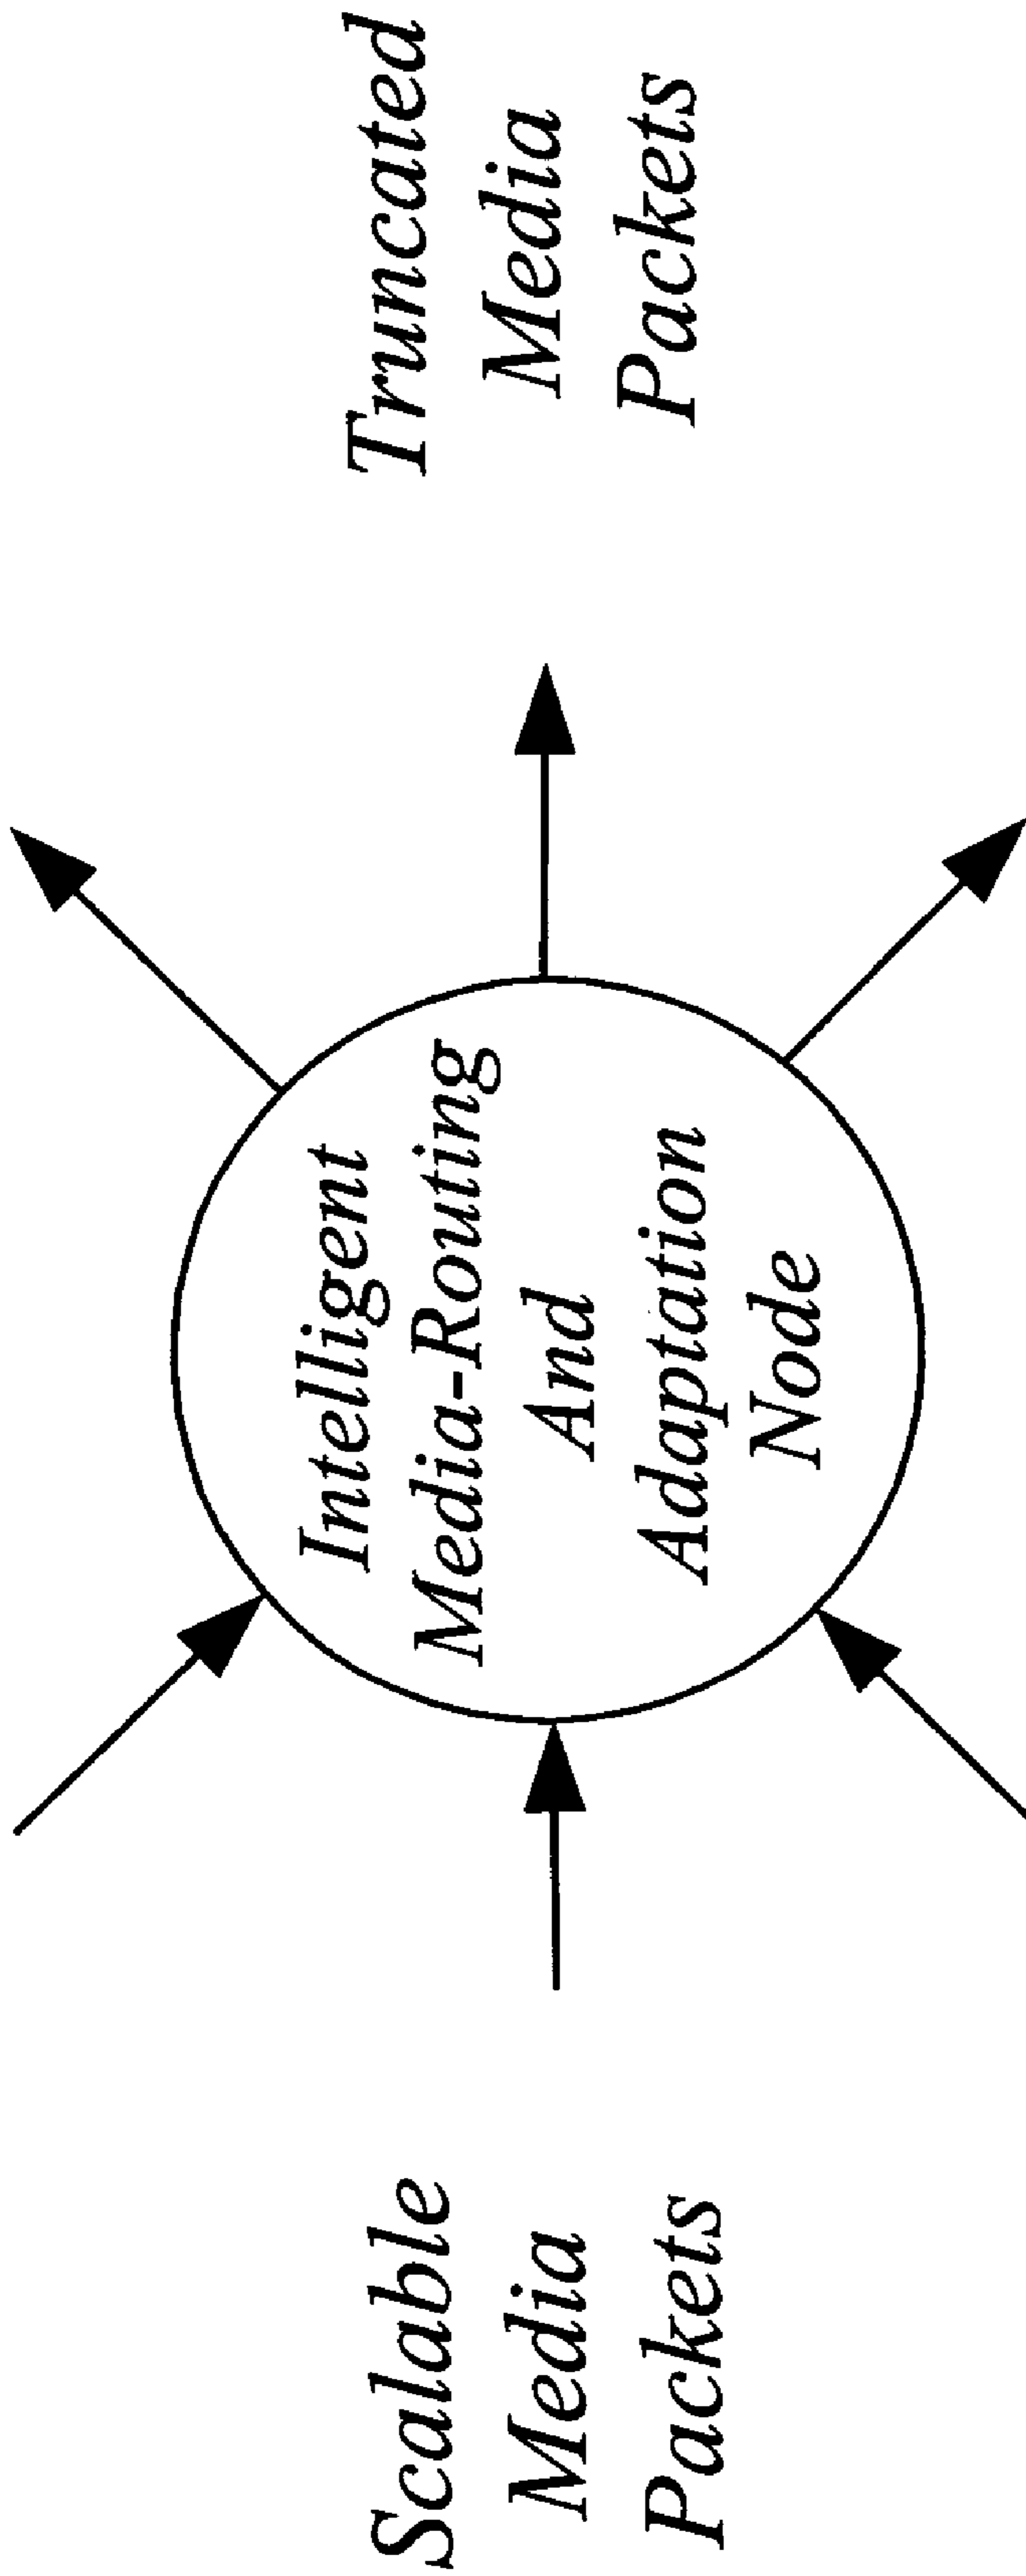 Scalable
Media
Packets
Intelligent
Media-Routing
And
Adaptation
Node
Truncated
Media
Packets